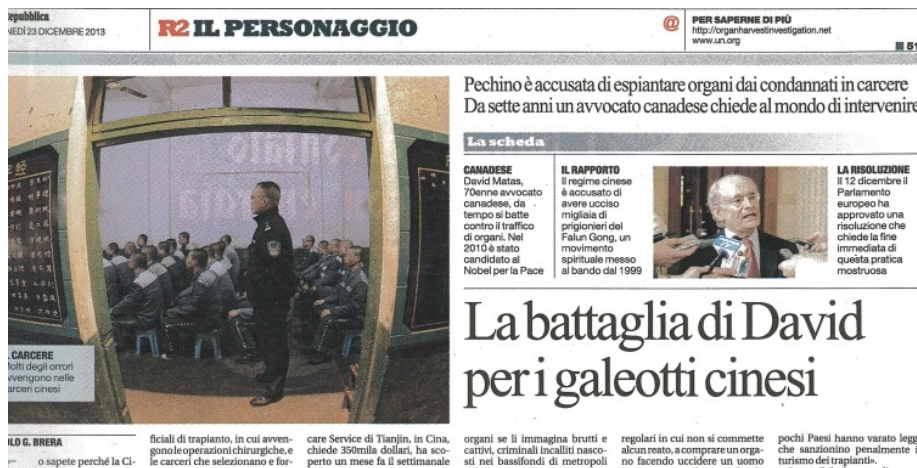 Repubblica
NEDÌ 23 DICEMBRE 2013
R2 IL PERSONAGGIO
@
PER SAPERNE DI PIÙ
http://organharvestinvestigation.net
www.un.org
51
Pechino è accusata di espiantare organi dai condannati in carcere
Da sette anni un avvocato canadese chiede al mondo di intervenire
La scheda
CANADESE
David Matas,
70enne avvocato
canadese, da
tempo si batte
contro il traffico
di organi. Nel
2010 è stato
candidato al
Nobel per la Pace
IL RAPPORTO
Il regime cinese
è accusato di
avere ucciso
migliaia di
prigionieri del
Falun Gong, un
movimento
spirituale messo
al bando dal 1999
LA RISOLUZIONE
Il 12 dicembre il
Parlamento
europeo ha
approvato una
risoluzione che
chiede la fine
immediata di
questa pratica
mostruosa
La battaglia di David
per i galeotti cinesi
CARCERE
Molti degli orrori
avvengono nelle
carceri cinesi
OLO G. BRERA
o sapete perché la Ci-
ficiali di trapianto, in cui avven-
gono le operazioni chirurgiche, e
le carceri che selezionano e for-
care Service di Tianjin, in Cina,
chiede 350mila dollari, ha sco-
perto un mese fa il settimanale
organi se li immagina brutti e
cattivi, criminali incalliti nasco-
sti nei bassifondi di metropoli
regolari in cui non si commette
alcun reato, a comprare un orga-
no facendo uccidere un uomo
pochi Paesi hanno varato legg
che sanzionino penalmente i
turismo dei trapianti».